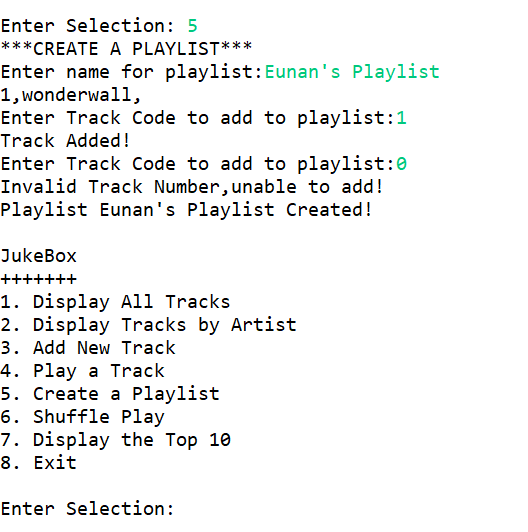 Enter Selection: 5
***CREATE A PLAYLIST***
Enter name for playlist:Eunan's Playlist
1,wonderwall,
Enter Track Code to add to playlist:1
Track Added!
Enter Track Code to add to playlist:0
Invalid Track Number,unable to add!
Playlist Eunan's Playlist Created!
JukeBox
+++++++
1. Display All Tracks
2. Display Tracks by Artist
3. Add New Track
4. Play a Track
5. Create a Playlist
6. Shuffle Play
7. Display the Top 10
8. Exit
Enter Selection: